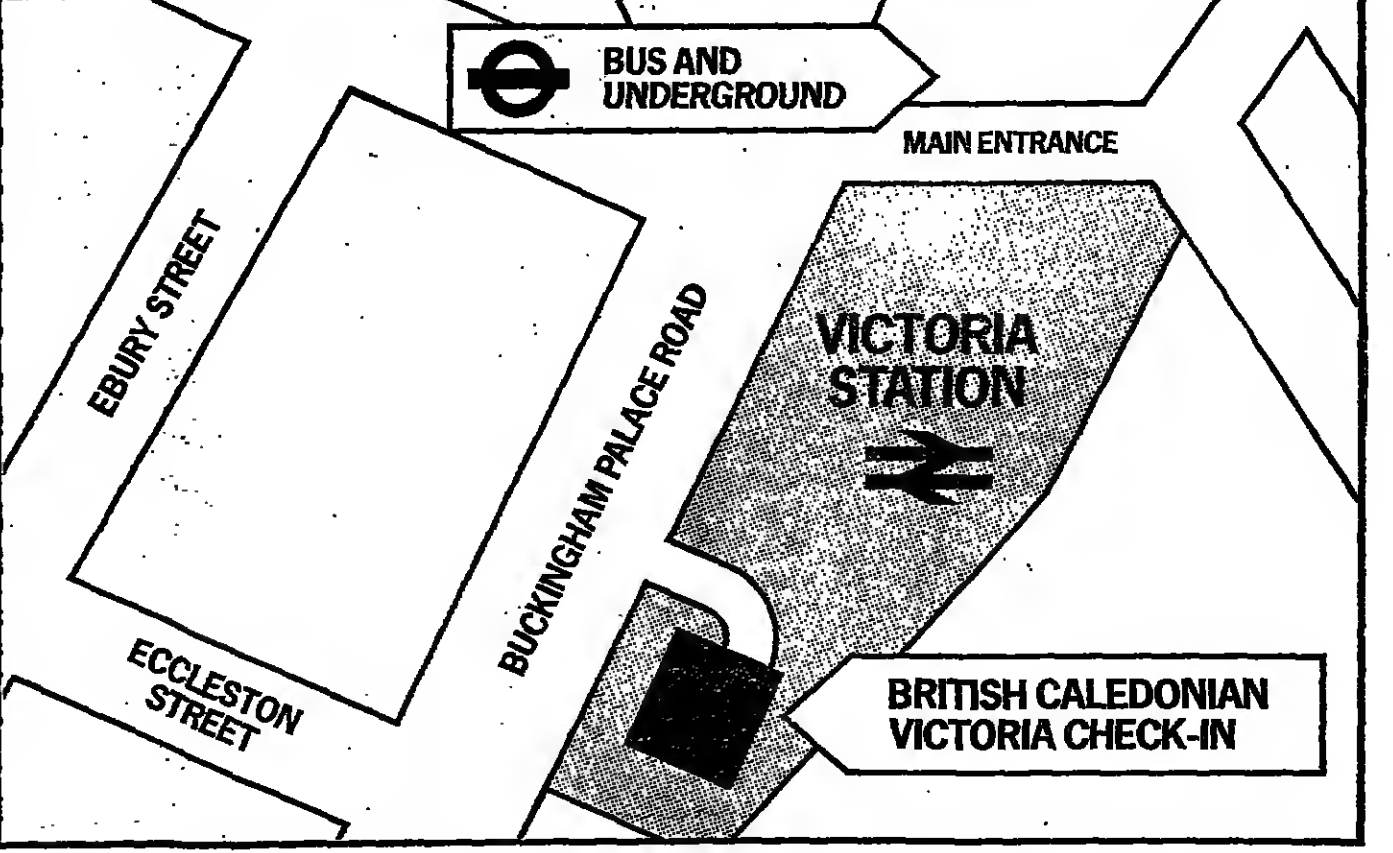 BUS AND
UNDERGROUND
MAIN ENTRANCE
EBURY STREET
BUCKINGHAM PALACE ROAD
VICTORIA
STATION
ECCLESTON
STREET
BRITISH CALEDONIAN
VICTORIA CHECK-IN